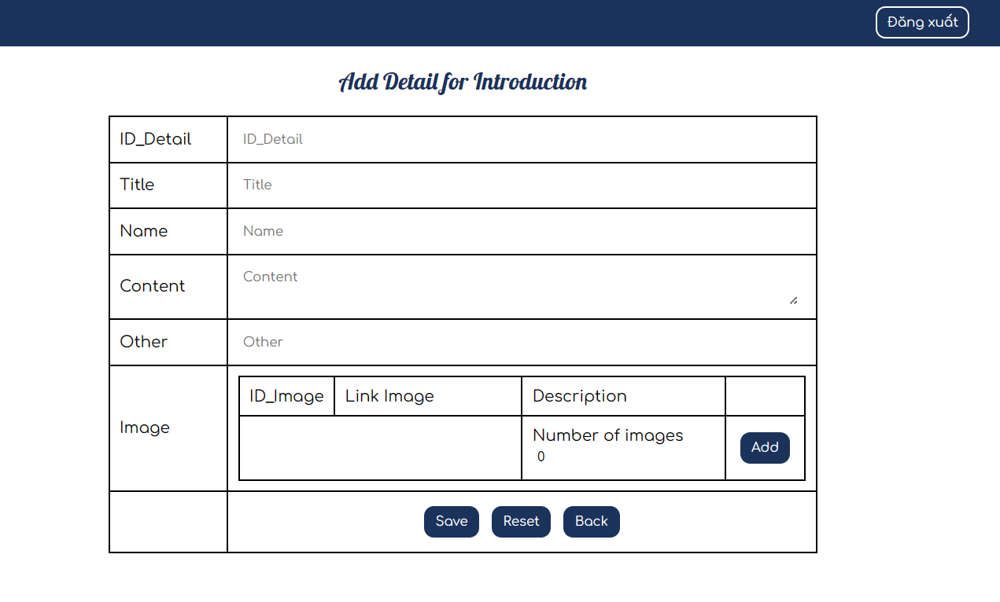 Đăng xuất
Add Detail for Introduction
ID_Detail ID_Detail
Title Title
Name Name
Content Content
Other Other
Image
ID_Image Link Image Description
Number of images
0
Add
Save Reset Back